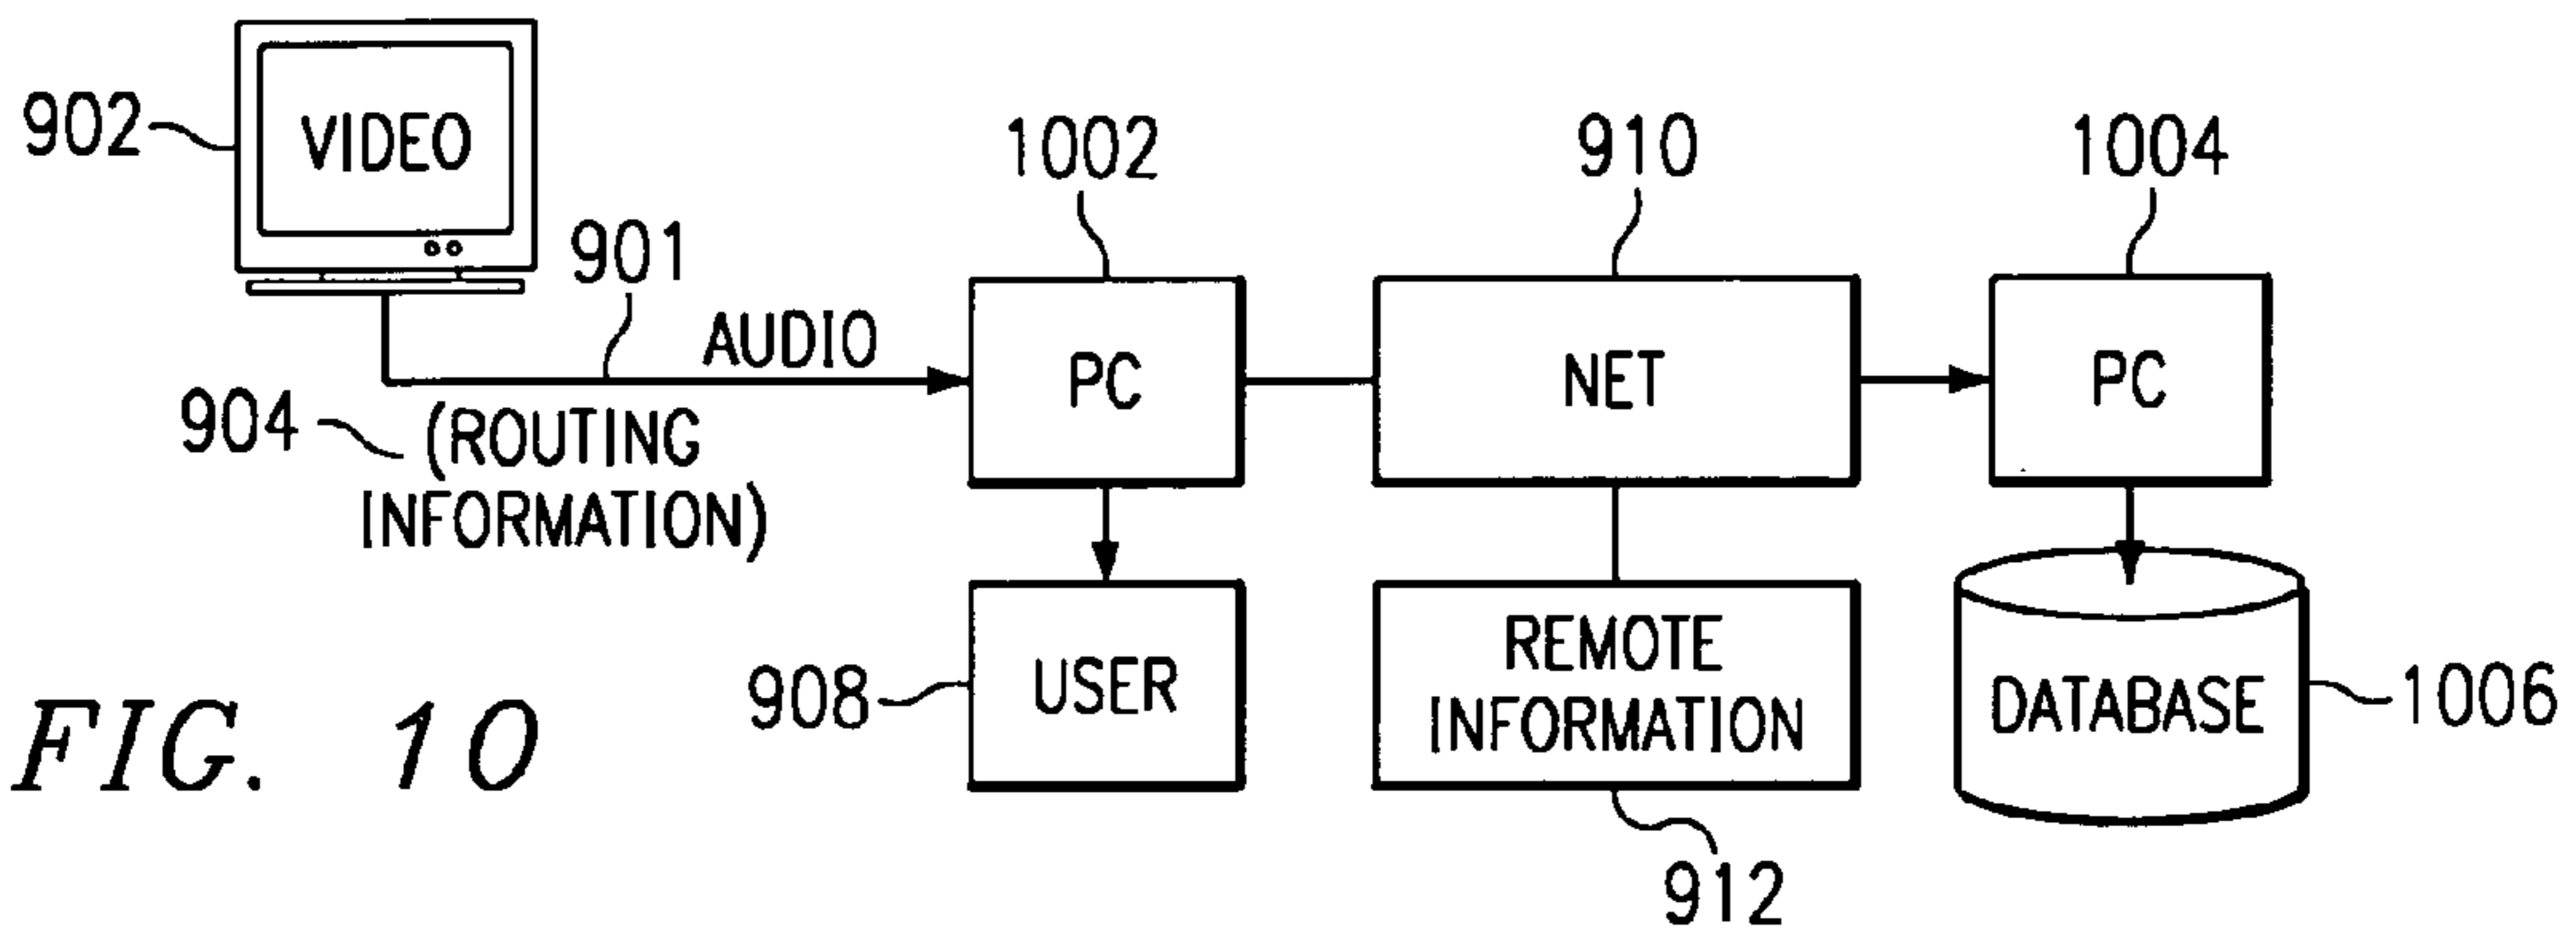 902
VIDEO
901
AUDIO
904
(ROUTING
INFORMATION)
1002
PC
910
NET
1004
PC
908
USER
REMOTE
INFORMATION
912
DATABASE
1006
FIG. 10